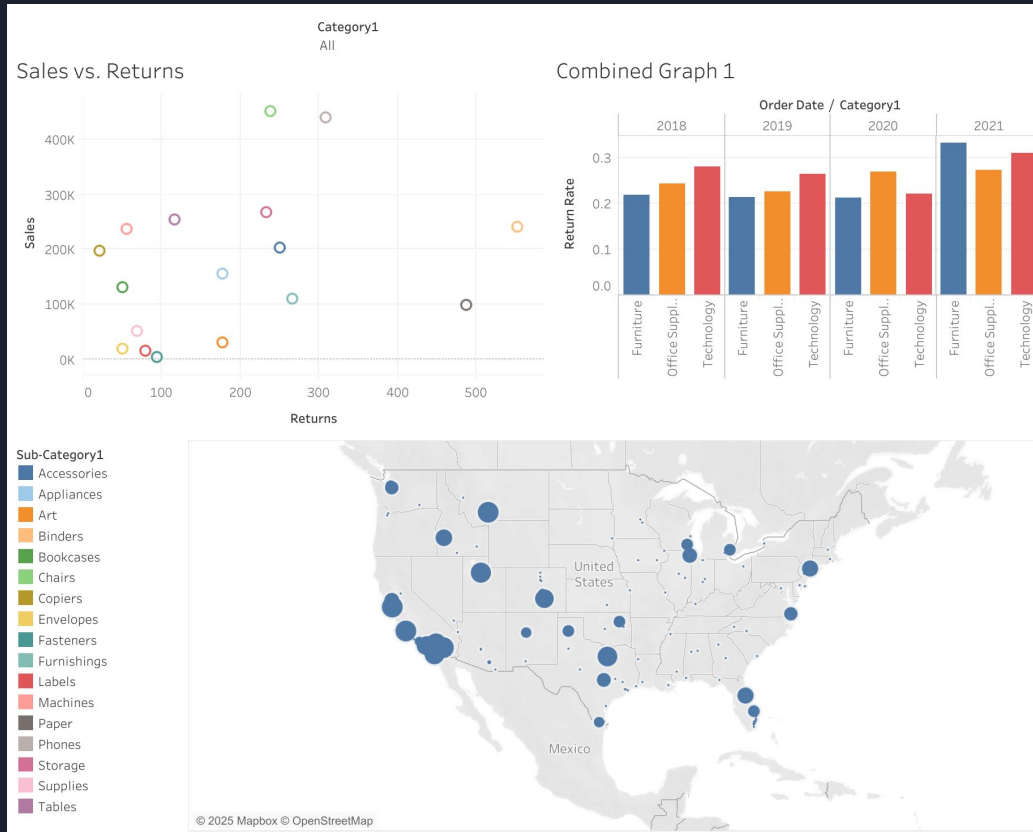 Category1
All
Sales vs. Returns
400K
300K
200K
100K
0K
Sales
0 100 200 300 400 500
Returns
Combined Graph 1
Order Date / Category1
2018 2019 2020 2021
0.3
0.2
0.1
0.0
Return Rate
Furniture
Office Suppl..
Technology
Furniture
Office Suppl..
Technology
Furniture
Office Suppl..
Technology
Furniture
Office Suppl..
Technology
Sub-Category1
Accessories
Appliances
Art
Binders
Bookcases
Chairs
Copiers
Envelopes
Fasteners
Furnishings
Labels
Machines
Paper
Phones
Storage
Supplies
Tables
United
States
Mexico
© 2025 Mapbox © OpenStreetMap